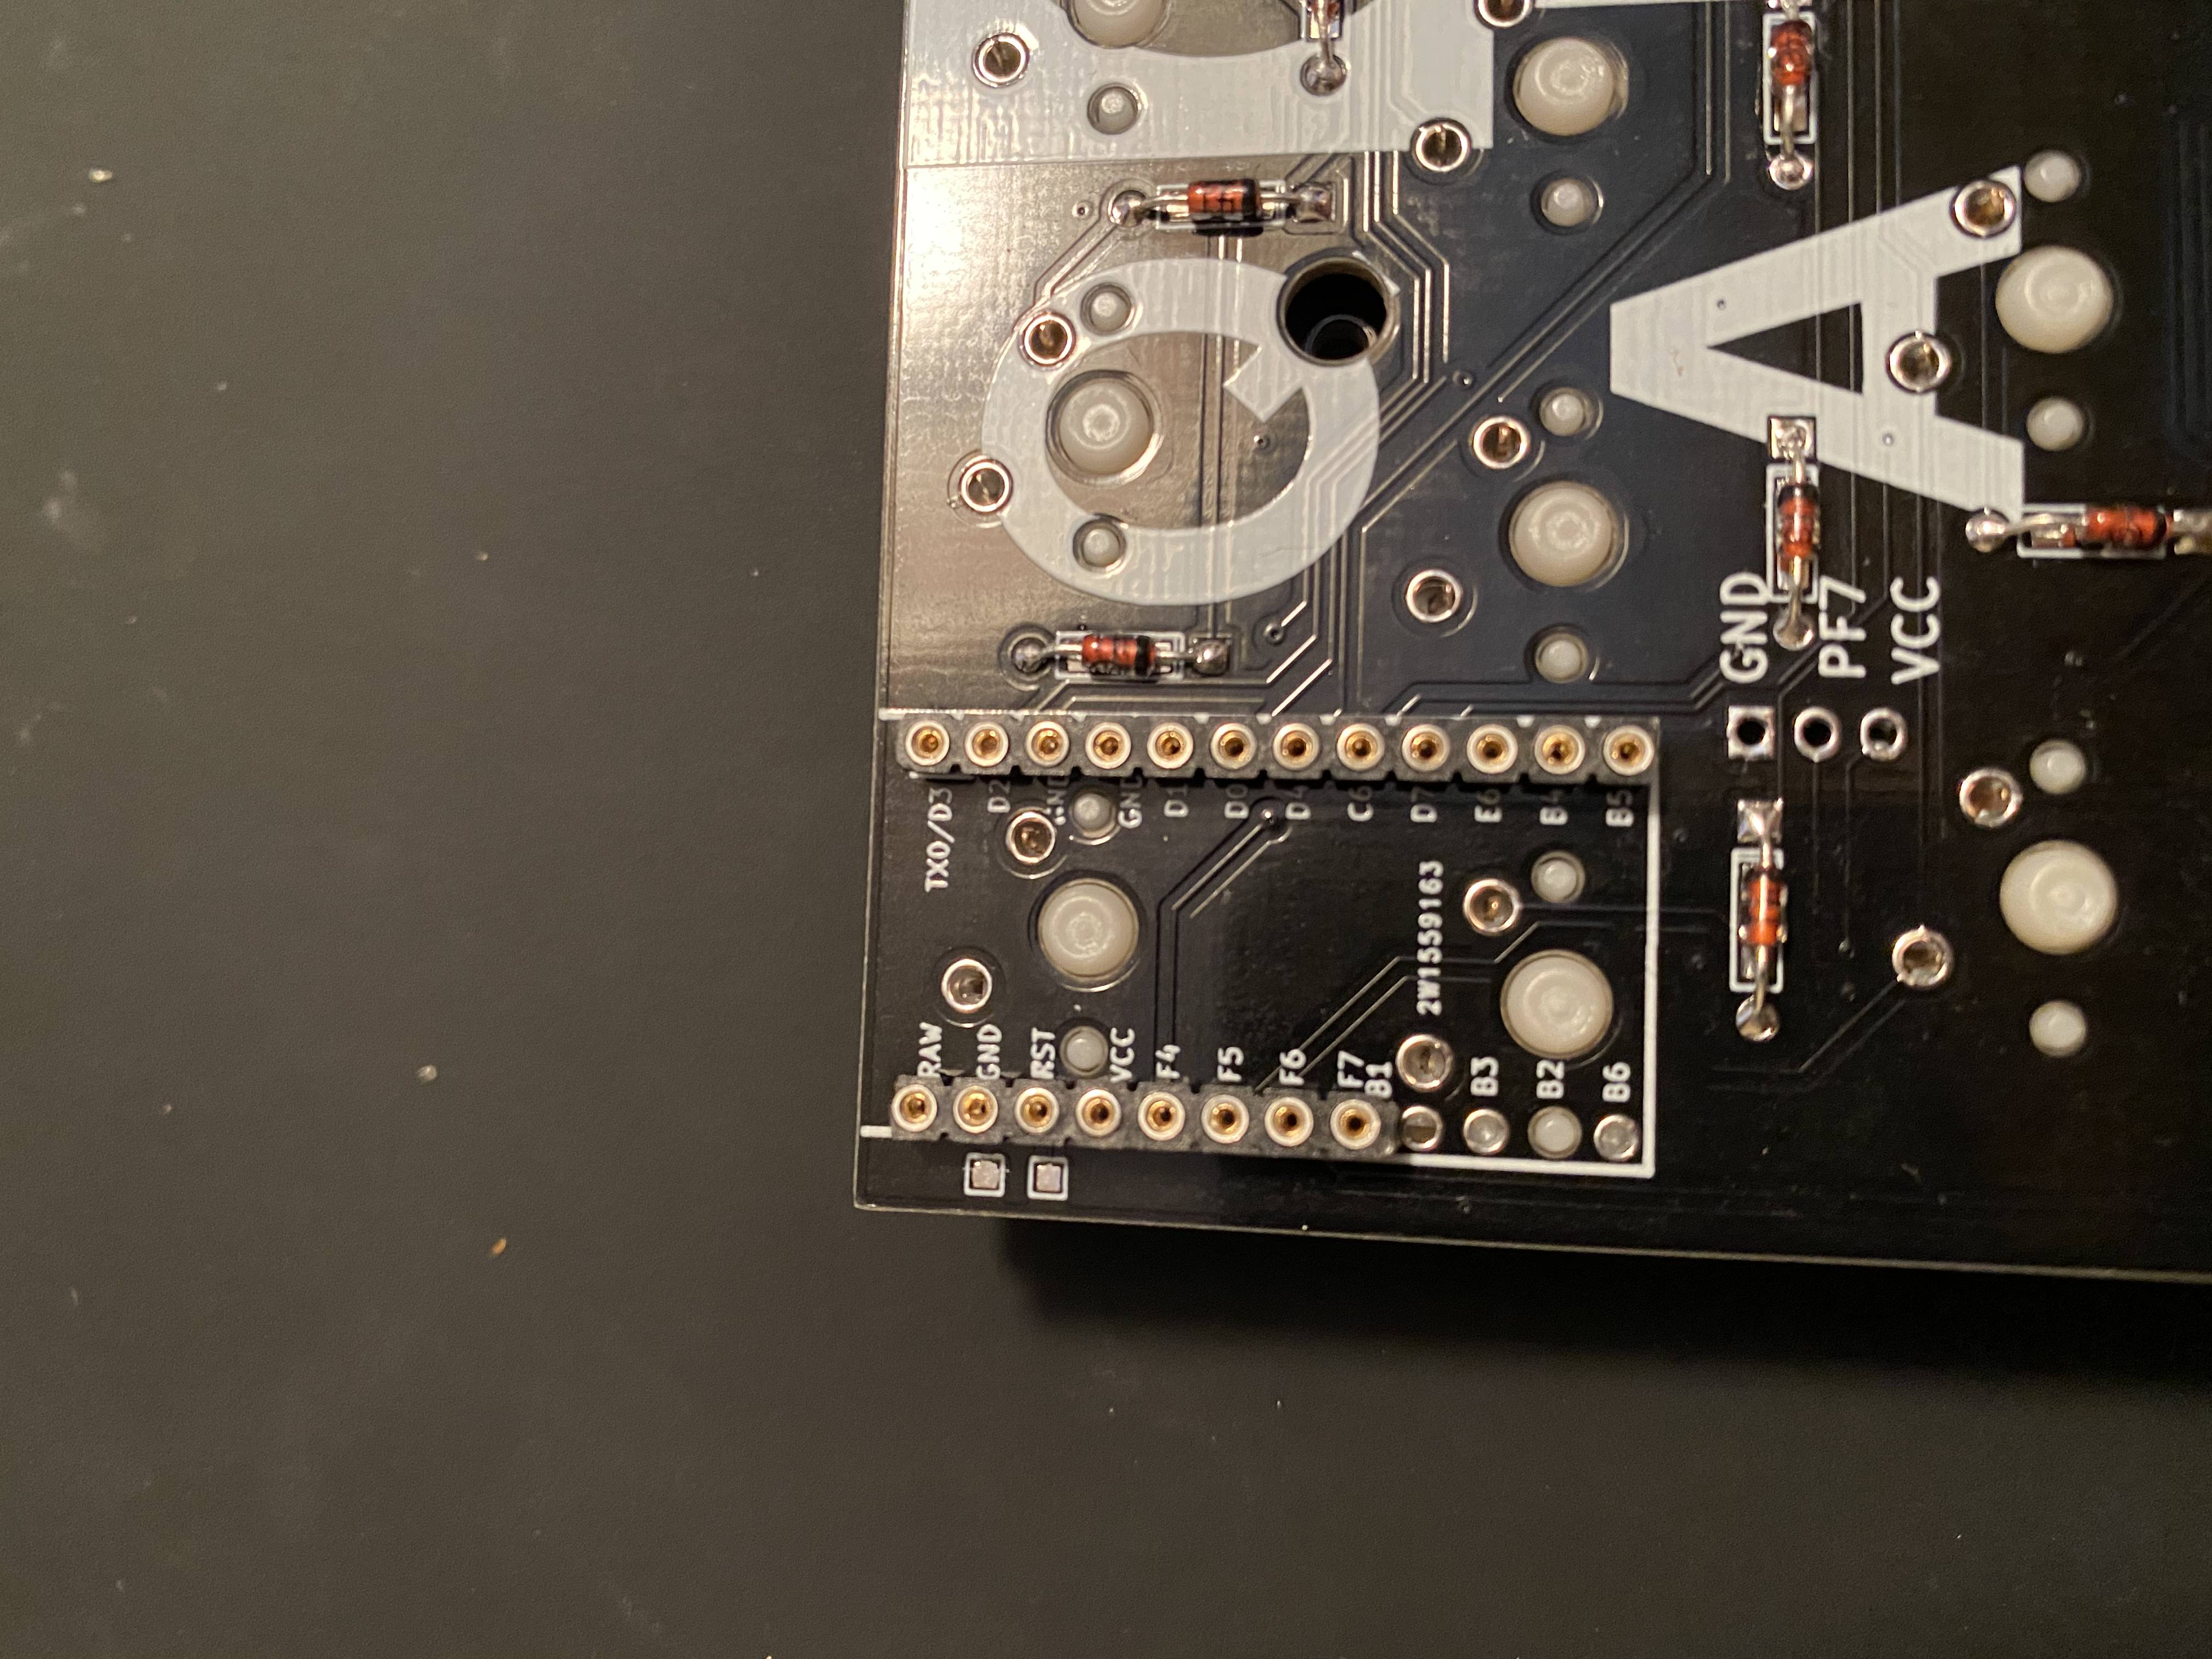 RAW
TXO/D3
GND
D2
RST
GND
VCC
GND
F4
D1
F5
D0
F6
D4
F7
C6
B1
2W1559163
D7
B3
E6
B2
B4
B6
B5
Q
GND
PF7
VCC
A